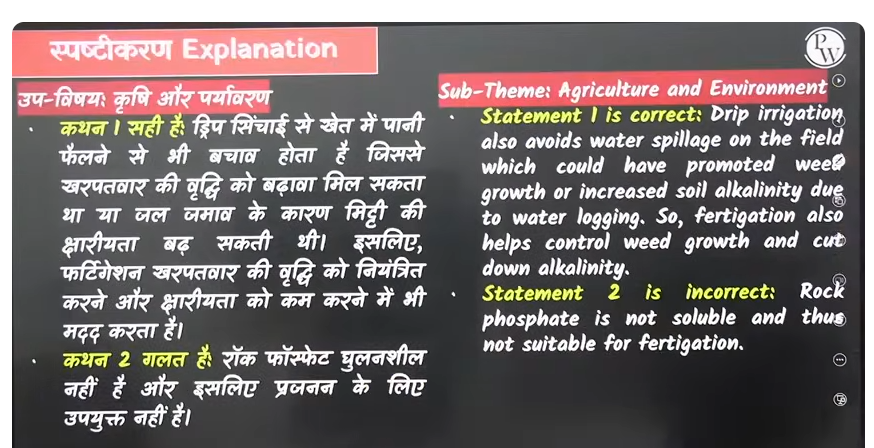 स्पष्टीकरण Explanation
PW
उप-विषय: कृषि और पर्यावरण
कथन 1 सही है: ड्रिप सिंचाई से खेत में पानी
फैलने से भी बचाव होता है जिससे
खरपतवार की वृद्धि को बढ़ावा मिल सकता
था या जल जमाव के कारण मिट्टी की
क्षारीयता बढ़ सकती थी। इसलिए,
फर्टिगेशन खरपतवार की वृद्धि को नियंत्रित
करने और क्षारीयता को कम करने में भी
मदद करता है।
कथन 2 गलत है: रॉक फॉस्फेट घुलनशील
नहीं है और इसलिए प्रजनन के लिए
उपयुक्त नहीं है।
Sub-Theme: Agriculture and Environment
Statement 1 is correct: Drip irrigation
also avoids water spillage on the field
which could have promoted weed
growth or increased soil alkalinity due
to water logging. So, fertigation also
helps control weed growth and cut
down alkalinity.
Statement 2 is incorrect: Rock
phosphate is not soluble and thus
not suitable for fertigation.